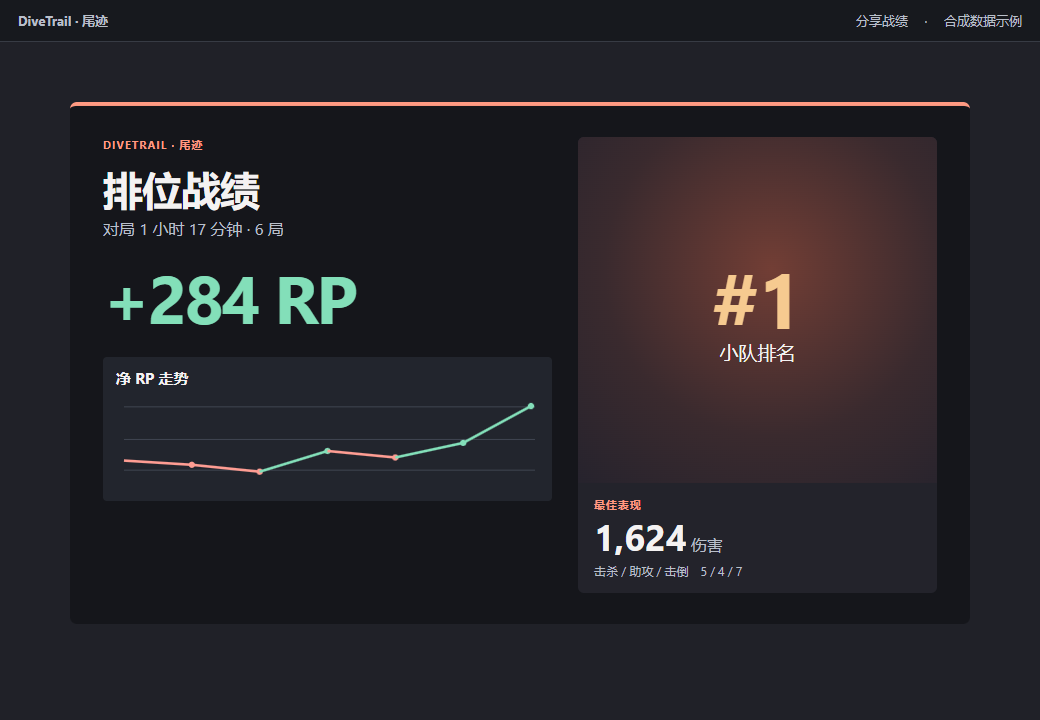 DiveTrail · 尾迹
分享战绩 · 合成数据示例
DIVETRAIL · 尾迹
排位战绩
对局 1 小时 17 分钟 · 6 局
+284 RP
净 RP 走势
#1
小队排名
最佳表现
1,624 伤害
击杀 / 助攻 / 击倒 5 / 4 / 7